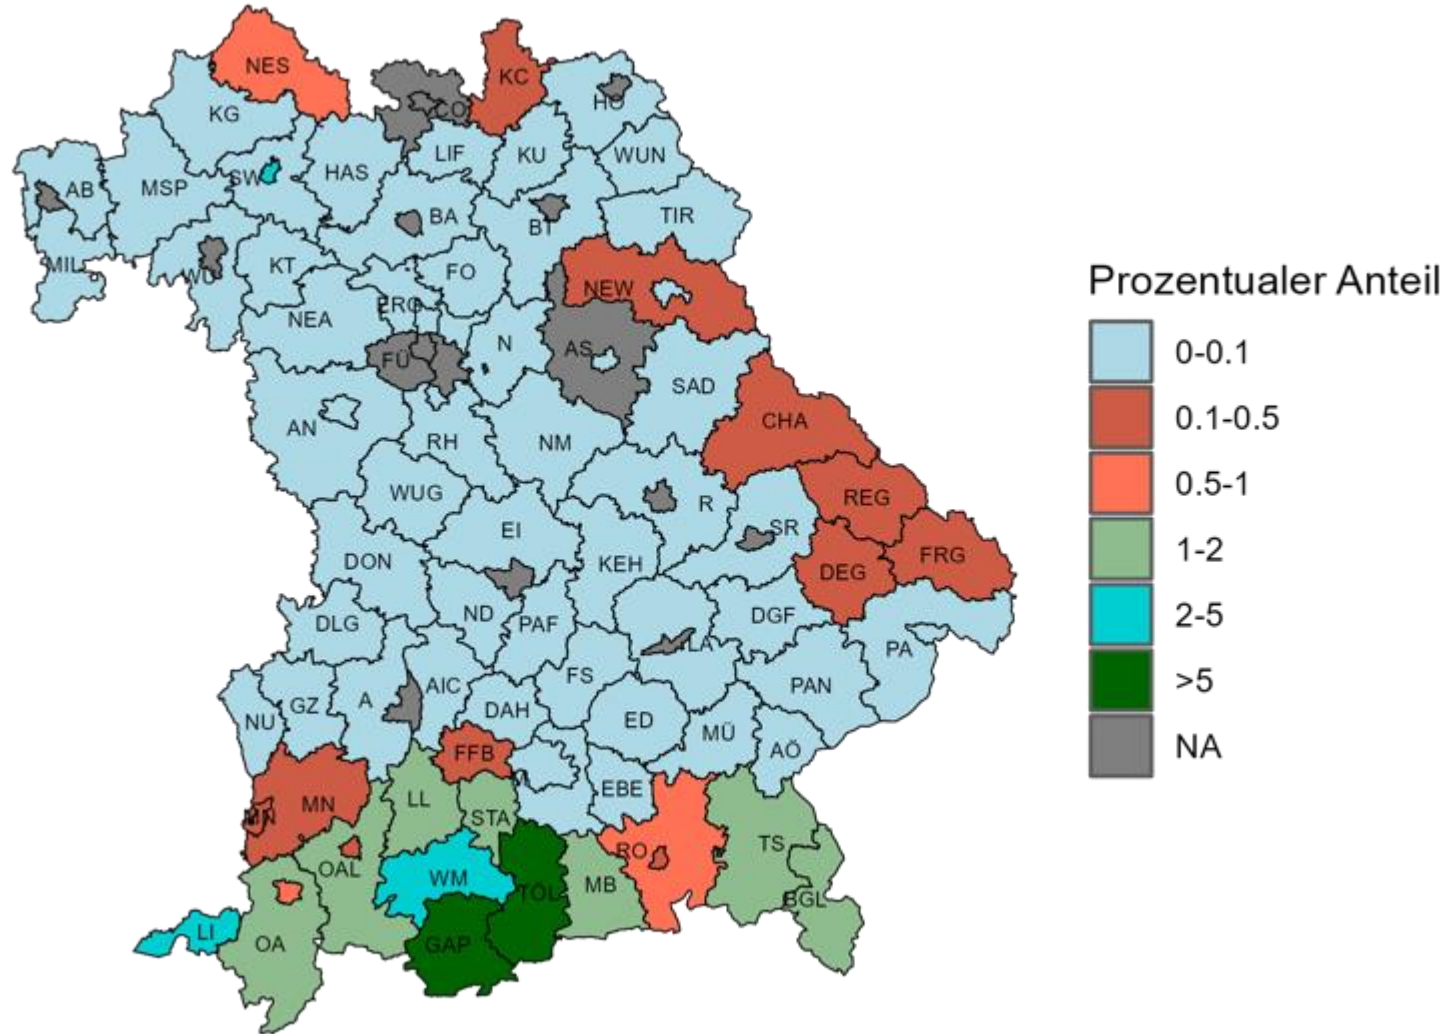 NES
KC
KG
CO
HO
LIF
KU
WUN
HAS
SW
AB
MSP
BA
BT
TIR
MIL
WÜ
KT
FO
NEW
ERG
NEA
N
AS
FÜ
SAD
AN
RH
NM
CHA
WUG
R
REG
EI
SR
DON
KEH
DEG
FRG
ND
PAF
DGF
DLG
LA
PA
FS
PAN
AIC
A
GZ
NU
DAH
ED
MÜ
AÖ
FFB
EBE
MN
MN
LL
STA
TS
RO
OAL
WM
TÖL
MB
BGL
LI
OA
GAP
Prozentualer Anteil
0-0.1
0.1-0.5
0.5-1
1-2
2-5
>5
NA